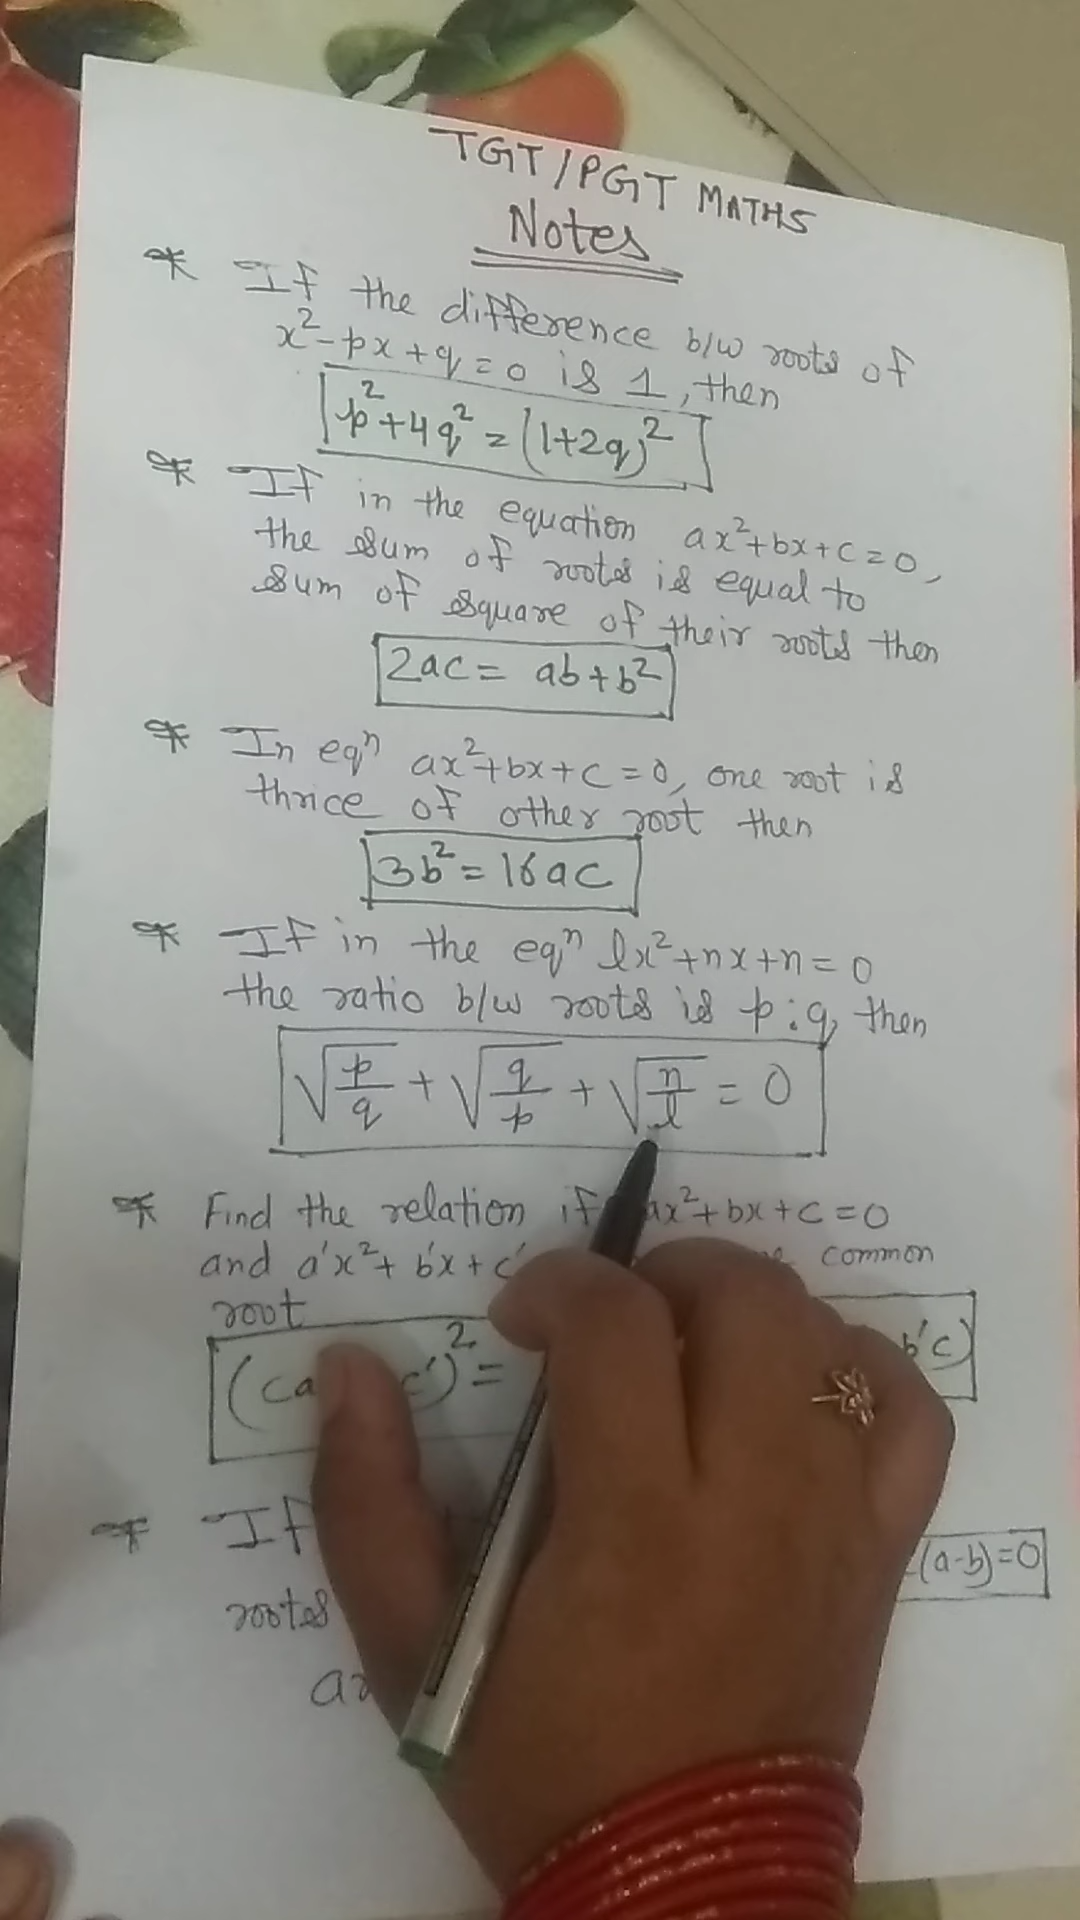 TGT/PGT MATHS
Notes
* If the difference b/w roots of
x²-px+q=0 is 1, then
p²+4q²=(1+2q)²
* If in the equation ax²+bx+c=0,
the sum of roots is equal to
sum of square of their roots then
2ac= ab+b²
* In eqⁿ ax²+bx+c=0, one root is
thrice of other root then
3b²=16ac
* If in the eqⁿ lx²+nx+n=0
the ratio b/w roots is p:q, then
√p/q + √q/p + √n/l = 0
* Find the relation if ax²+bx+c=0
and a'x²+b'x+c' common
root
(ca c')²= b'c)
* If (a-b)=0
roots